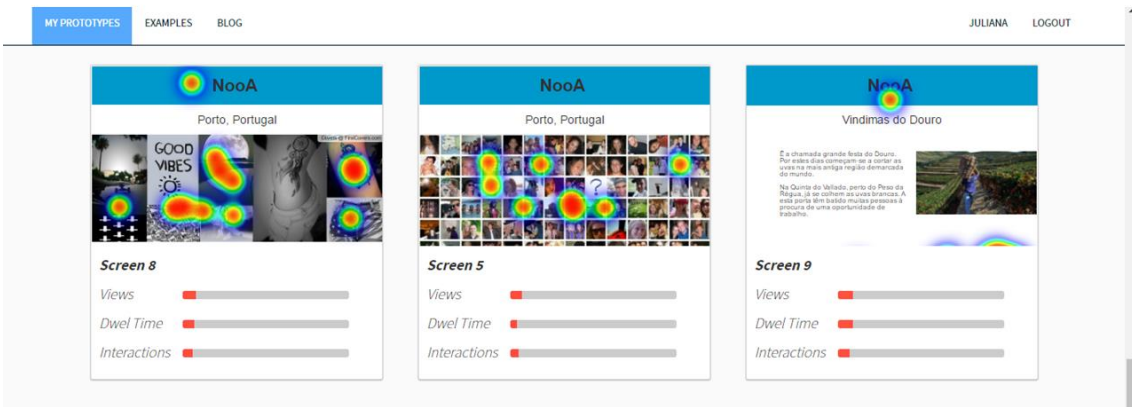 MY PROTOTYPES EXAMPLES BLOG JULIANA LOGOUT
NooA
Porto, Portugal
GOOD
VIBES
Screen 8
Views
Dwel Time
Interactions
NooA
Porto, Portugal
?
Screen 5
Views
Dwel Time
Interactions
NooA
Vindimas do Douro
É a chamada grande festa do Douro.
Por estes dias começam-se a cortar as
uvas na mais antiga região demarcada
do mundo.
Na Quinta do Vallado, perto do Peso da
Régua, já se colhem as uvas brancas. A
esta porta têm batido muitas pessoas à
procura de uma oportunidade de
trabalho.
Screen 9
Views
Dwel Time
Interactions